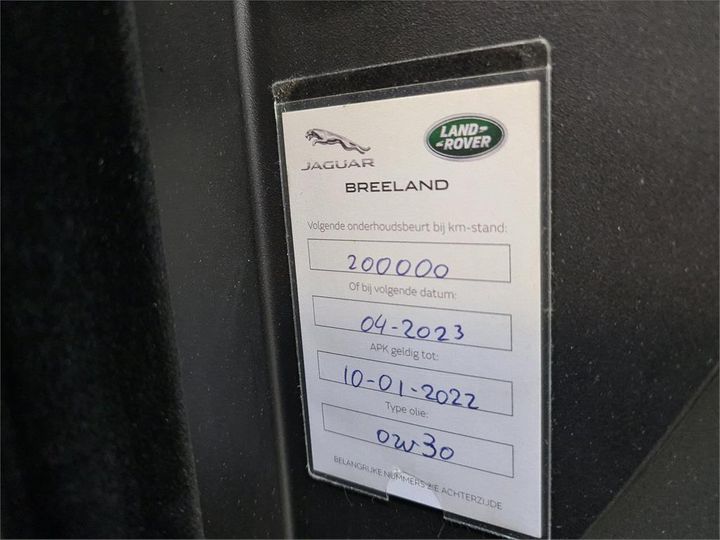 JAGUAR
LAND-
-ROVER
BREELAND
Volgende onderhoudsbeurt bij km-stand:
200000
Of bij volgende datum:
04-2023
APK geldig tot:
10-01-2022
Type olie:
0w30
BELANGRIJKE NUMMERS ZIE ACHTERZIJDE